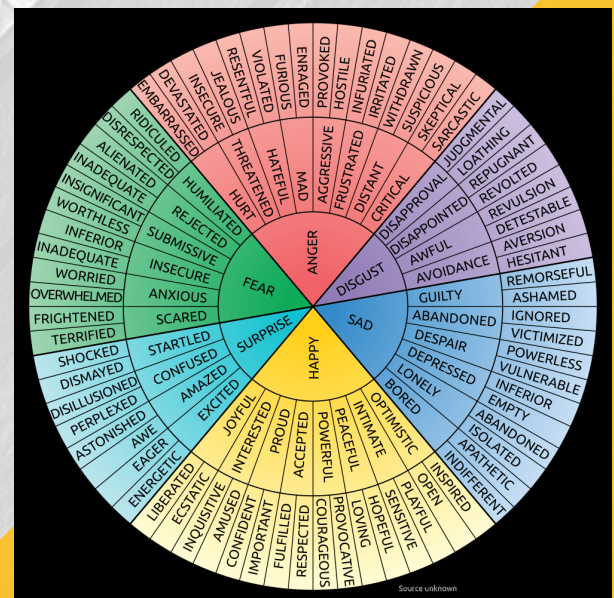 ANGER
DISGUST
SAD
HAPPY
SURPRISE
FEAR
HURT
THREATENED
HATEFUL
MAD
AGGRESSIVE
FRUSTRATED
DISTANT
CRITICAL
DISAPPROVAL
DISAPPOINTED
AWFUL
AVOIDANCE
GUILTY
ABANDONED
DESPAIR
DEPRESSED
LONELY
BORED
OPTIMISTIC
INTIMATE
PEACEFUL
POWERFUL
ACCEPTED
PROUD
INTERESTED
JOYFUL
EXCITED
AMAZED
CONFUSED
STARTLED
SCARED
ANXIOUS
INSECURE
SUBMISSIVE
REJECTED
HUMILIATED
EMBARRASSED
DEVASTATED
INSECURE
JEALOUS
RESENTFUL
VIOLATED
FURIOUS
ENRAGED
PROVOKED
HOSTILE
INFURIATED
IRRITATED
WITHDRAWN
SUSPICIOUS
SKEPTICAL
SARCASTIC
JUDGMENTAL
LOATHING
REPUGNANT
REVOLTED
REVULSION
DETESTABLE
AVERSION
HESITANT
REMORSEFUL
ASHAMED
IGNORED
VICTIMIZED
POWERLESS
VULNERABLE
INFERIOR
EMPTY
ABANDONED
ISOLATED
APATHETIC
INDIFFERENT
INSPIRED
OPEN
PLAYFUL
SENSITIVE
HOPEFUL
LOVING
PROVOCATIVE
COURAGEOUS
RESPECTED
FULFILLED
IMPORTANT
CONFIDENT
AMUSED
INQUISITIVE
ECSTATIC
LIBERATED
ENERGETIC
EAGER
AWE
ASTONISHED
PERPLEXED
DISILLUSIONED
DISMAYED
SHOCKED
TERRIFIED
FRIGHTENED
OVERWHELMED
WORRIED
INADEQUATE
INFERIOR
WORTHLESS
INSIGNIFICANT
INADEQUATE
ALIENATED
DISRESPECTED
RIDICULED
Source unknown